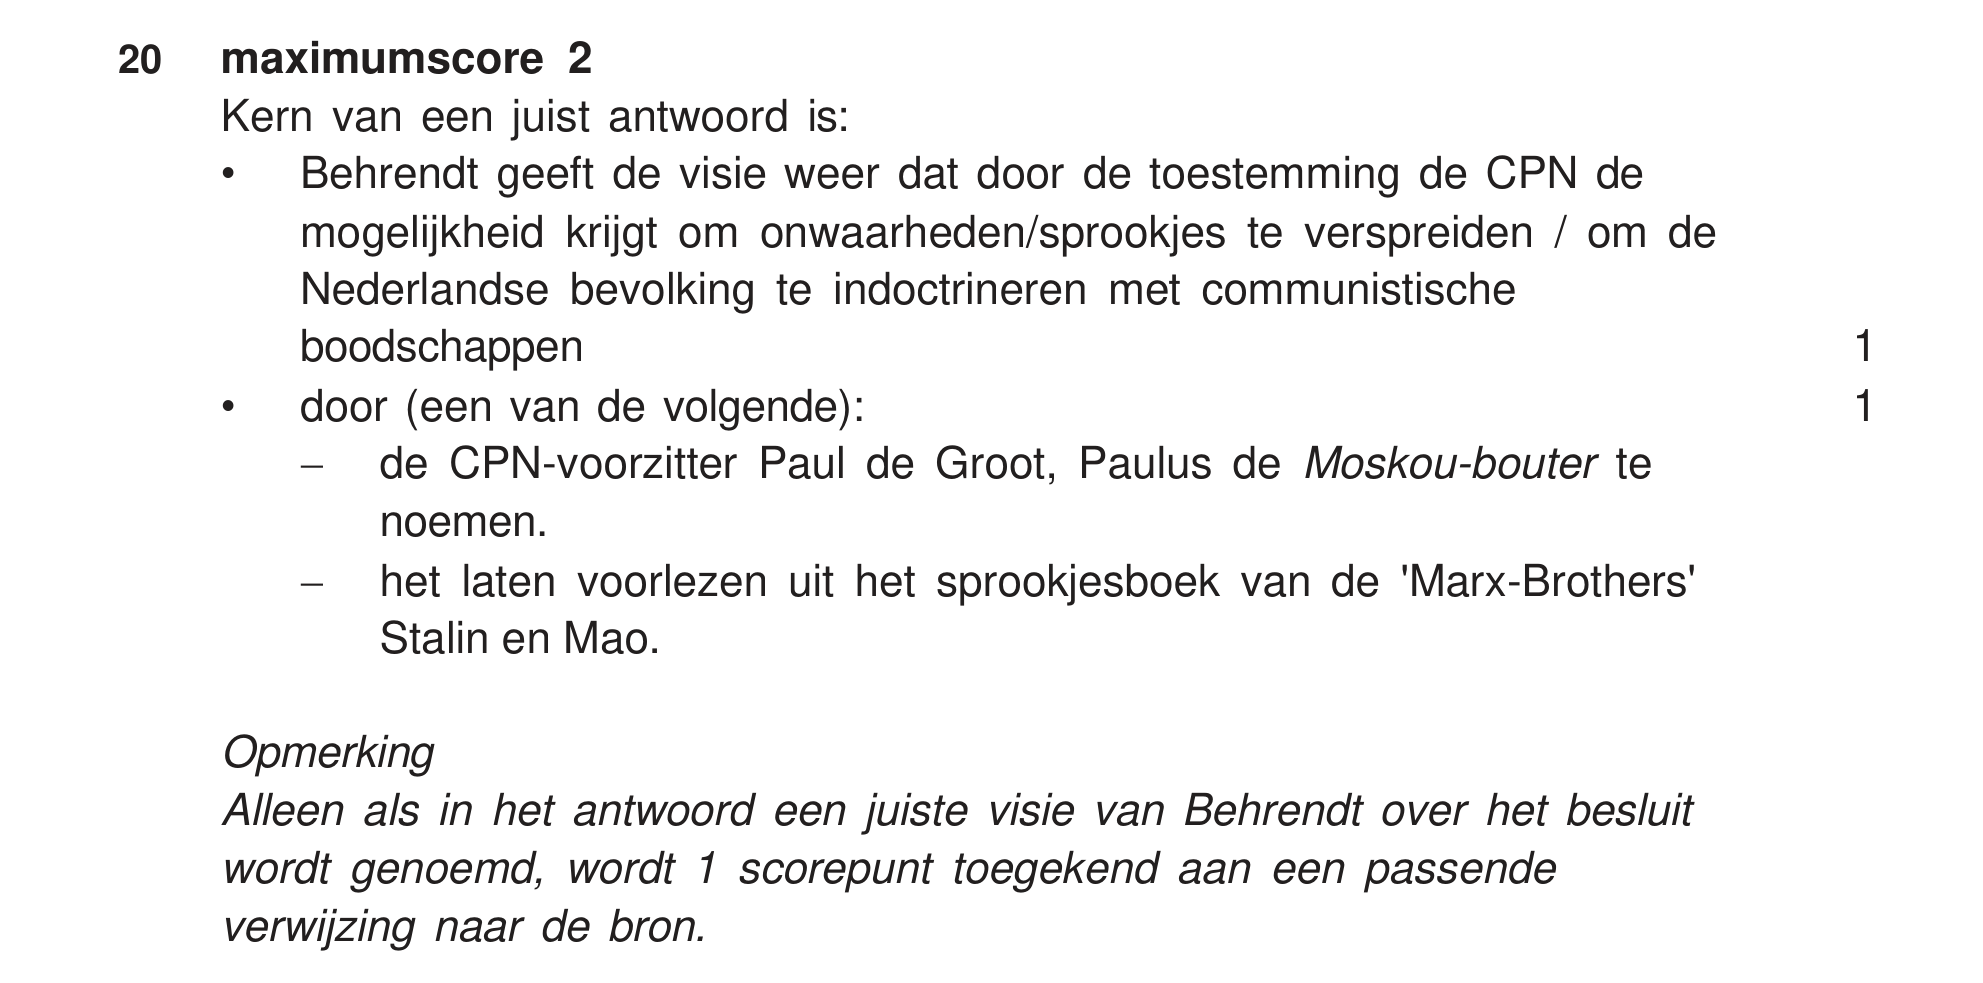 20 maximumscore 2
Kern van een juist antwoord is:
• Behrendt geeft de visie weer dat door de toestemming de CPN de
mogelijkheid krijgt om onwaarheden/sprookjes te verspreiden / om de
Nederlandse bevolking te indoctrineren met communistische
boodschappen 1
• door (een van de volgende): 1
− de CPN-voorzitter Paul de Groot, Paulus de Moskou-bouter te
noemen.
− het laten voorlezen uit het sprookjesboek van de 'Marx-Brothers'
Stalin en Mao.
Opmerking
Alleen als in het antwoord een juiste visie van Behrendt over het besluit
wordt genoemd, wordt 1 scorepunt toegekend aan een passende
verwijzing naar de bron.